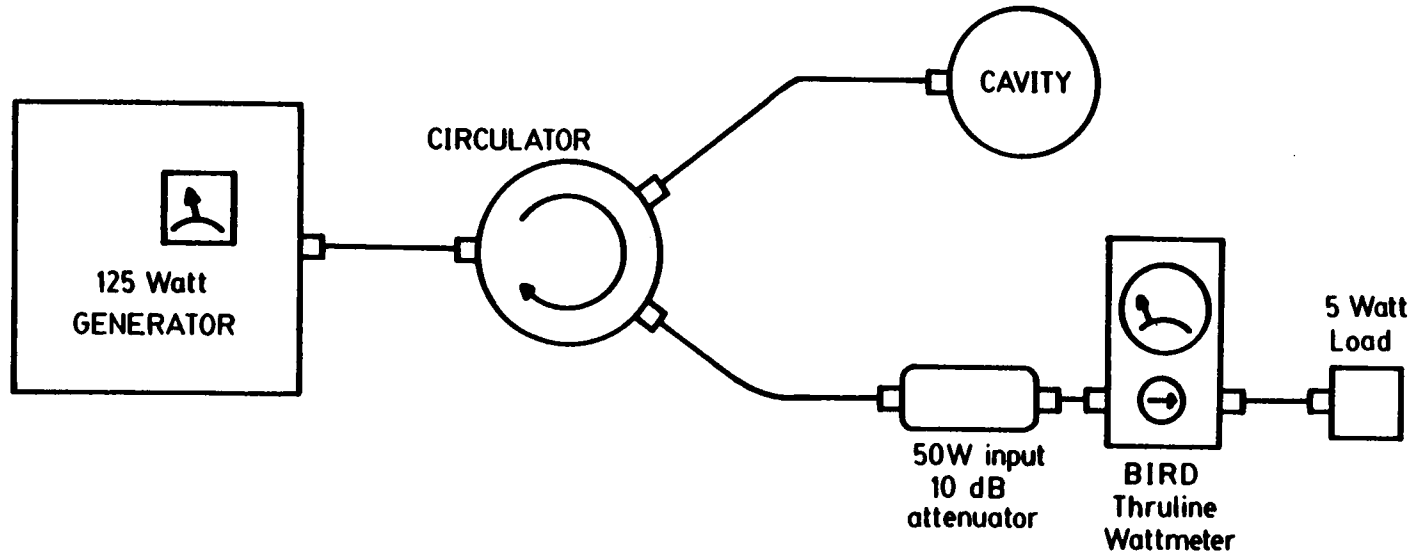 CAVITY
CIRCULATOR
125 Watt
GENERATOR
5 Watt
Load
50W input
10 dB
attenuator
BIRD
Thruline
Wattmeter